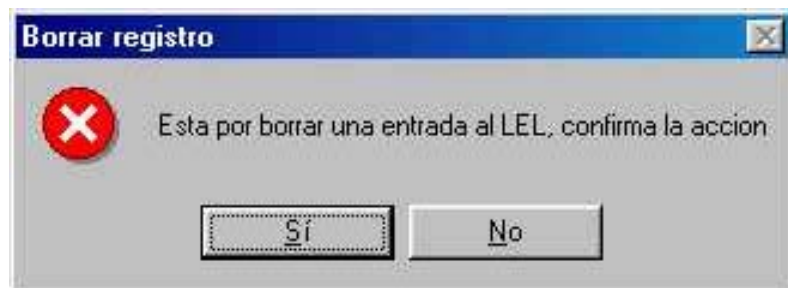 Borrar registro
Esta por borrar una entrada al LEL, confirma la accion
Sí
No